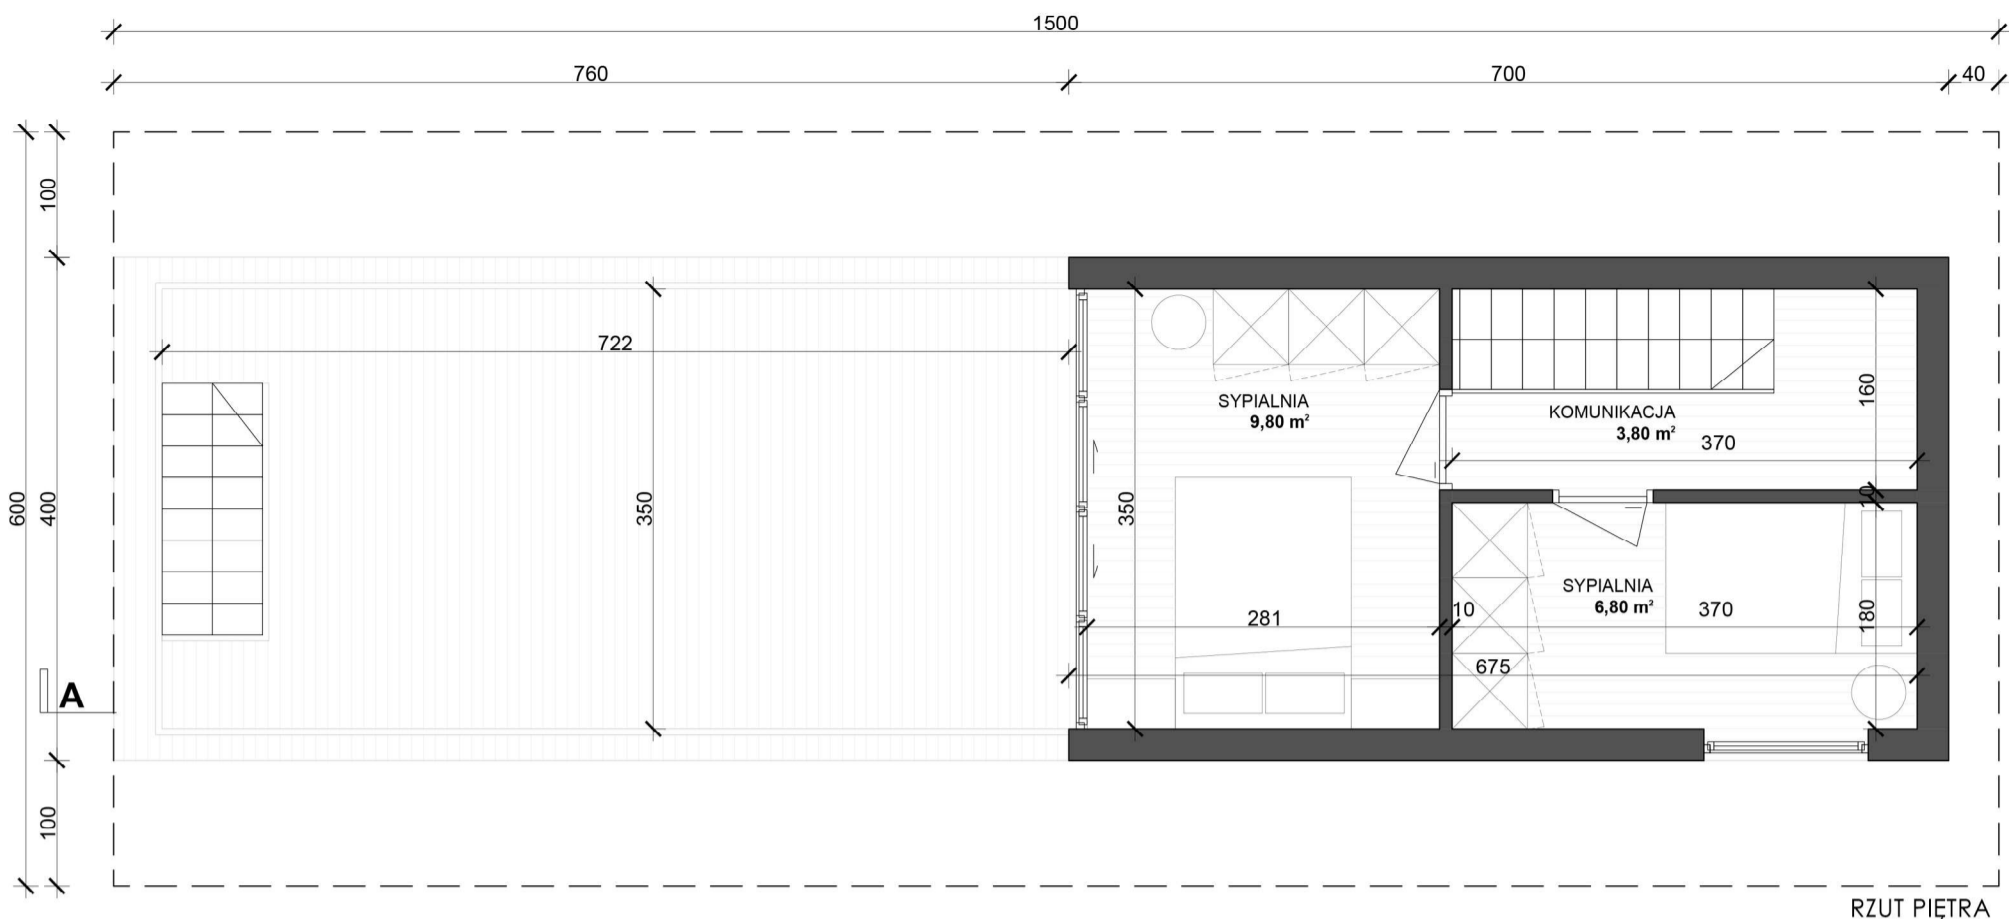 1500
760
700
40
100
722
SYPIALNIA
9,80 m²
KOMUNIKACJA
3,80 m²
160
370
600
400
350
350
10
SYPIALNIA
6,80 m²
10
370
180
281
675
A
100
RZUT PIĘTRA